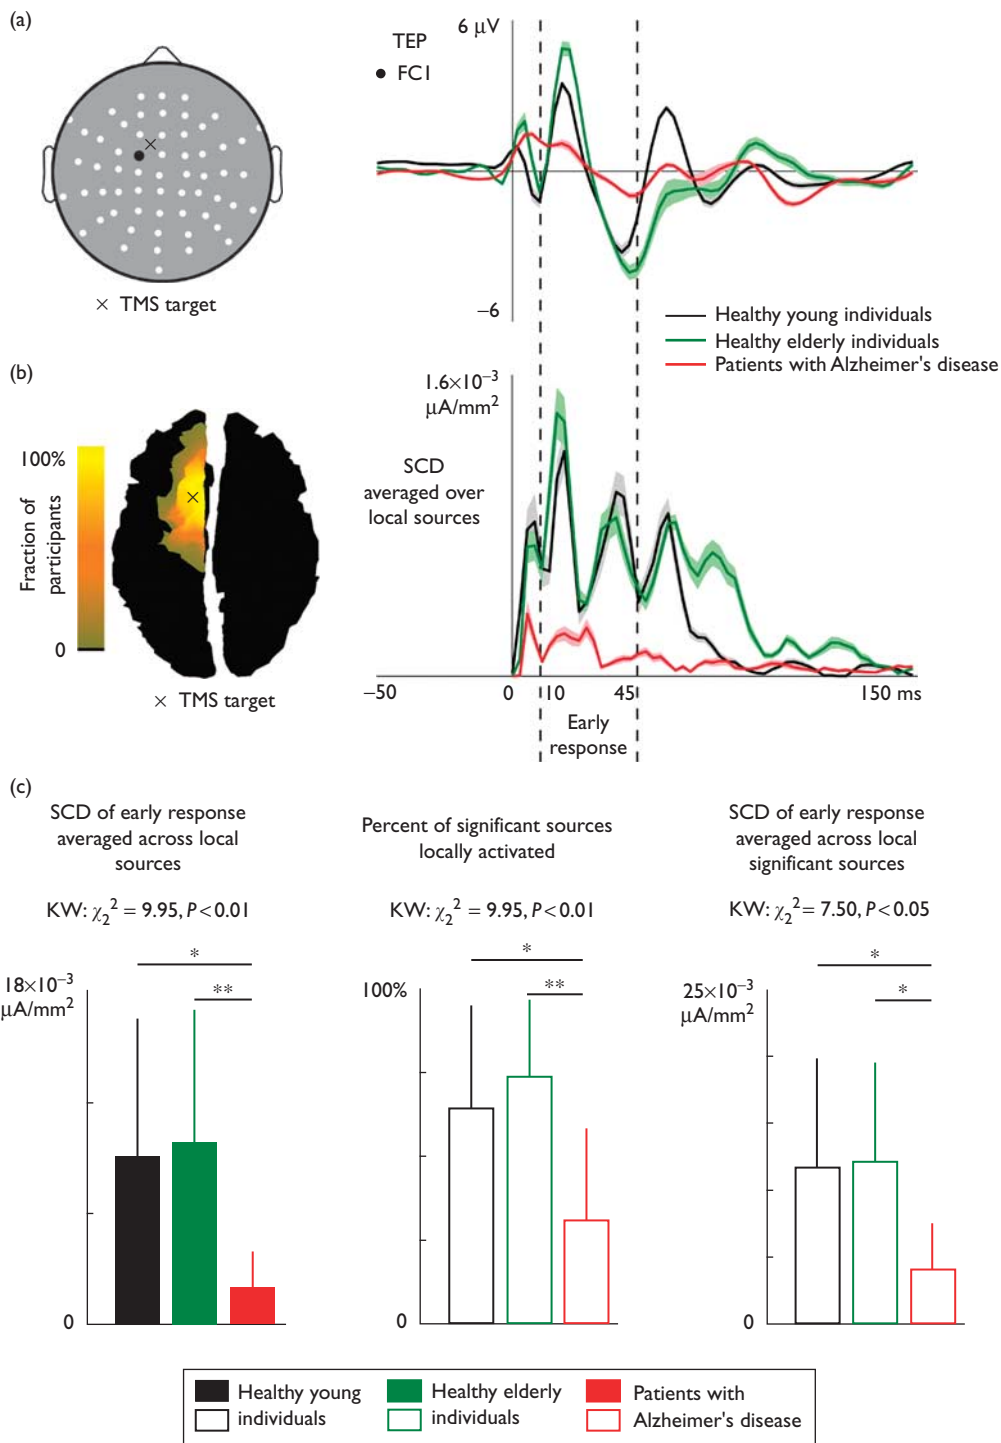 (a)
TEP
● FC1
6 µV
−6
× TMS target
Healthy young individuals
Healthy elderly individuals
Patients with Alzheimer's disease
(b)
100%
Fraction of
participants
0
× TMS target
1.6×10⁻³
µA/mm²
SCD
averaged over
local sources
−50
0
10
45
150 ms
Early
response
(c)
SCD of early response
averaged across local
sources
KW: χ₂² = 9.95, P<0.01
*
**
18×10⁻³
µA/mm²
0
Percent of significant sources
locally activated
KW: χ₂² = 9.95, P<0.01
*
**
100%
0
SCD of early response
averaged across local
significant sources
KW: χ₂² = 7.50, P<0.05
*
*
25×10⁻³
µA/mm²
0
Healthy young
individuals
Healthy elderly
individuals
Patients with
Alzheimer's disease